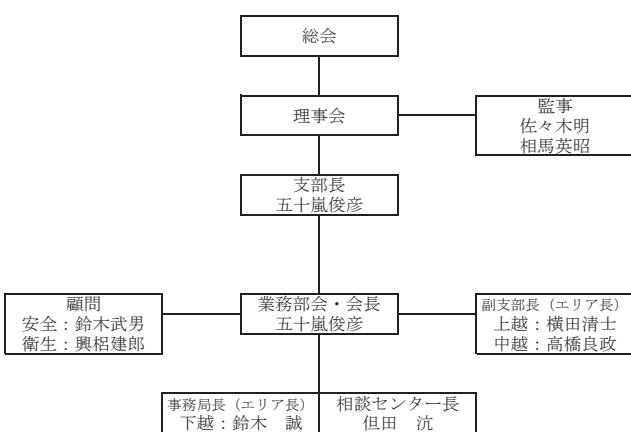 総会
理事会
監事
佐々木明
相馬英昭
支部長
五十嵐俊彦
顧問
安全：鈴木武男
衛生：興梠建郎
業務部会・会長
五十嵐俊彦
副支部長（エリア長）
上越：横田清士
中越：高橋良政
事務局長（エリア長）
下越：鈴木　誠
相談センター長
但田　沆